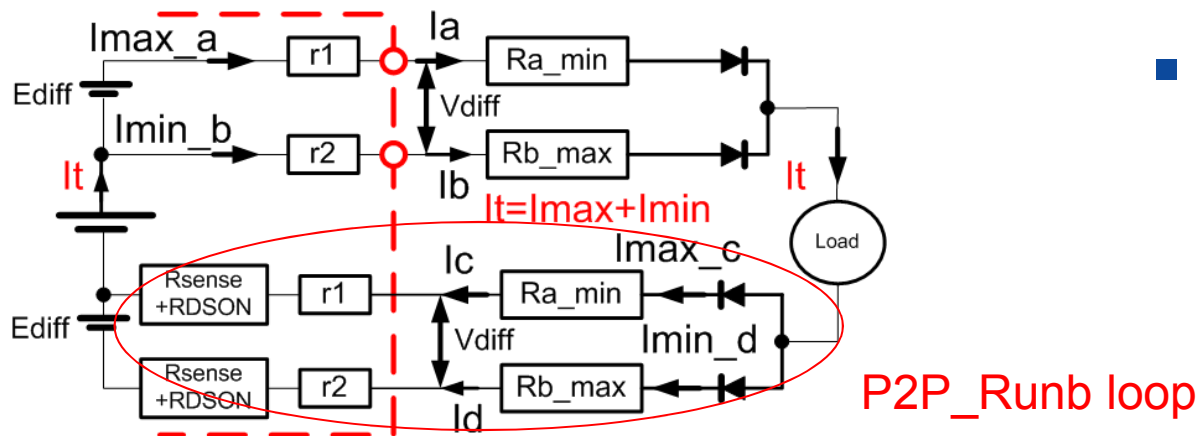 Imax_a
r1
Ia
Ra_min
Ediff
Vdiff
Imin_b
r2
Ib
Rb_max
It
It
It=Imax+Imin
Load
Imax_c
Rsense
+RDSON
r1
Ic
Ra_min
Ediff
Vdiff
Imin_d
Rsense
+RDSON
r2
Id
Rb_max
P2P_Runb loop